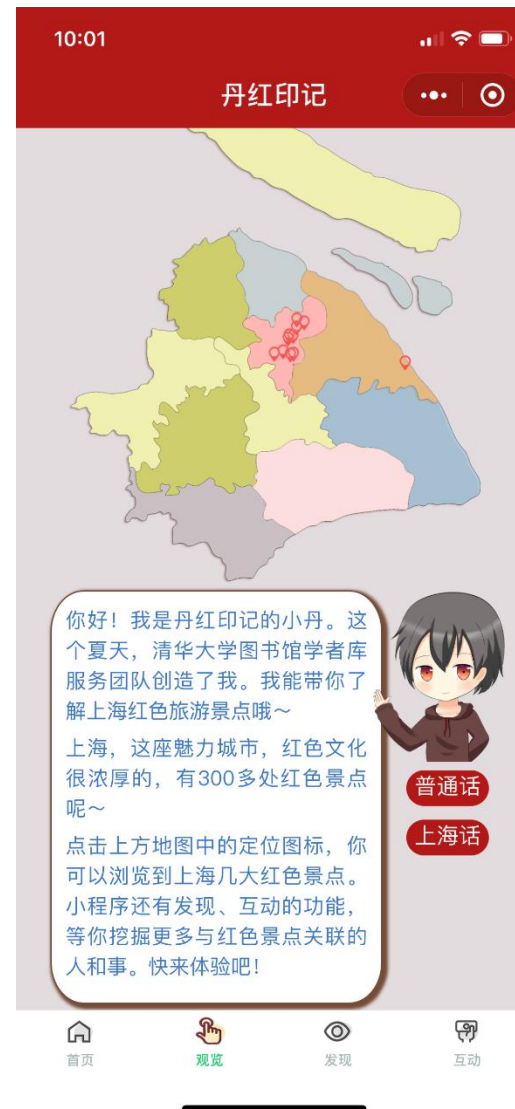 10:01
丹红印记
你好！我是丹红印记的小丹。这
个夏天，清华大学图书馆学者库
服务团队创造了我。我能带你了
解上海红色旅游景点哦～
上海，这座魅力城市，红色文化
很浓厚的，有300多处红色景点
呢～
点击上方地图中的定位图标，你
可以浏览到上海几大红色景点。
小程序还有发现、互动的功能，
等你挖掘更多与红色景点关联的
人和事。快来体验吧！
普通话
上海话
首页
观览
发现
互动